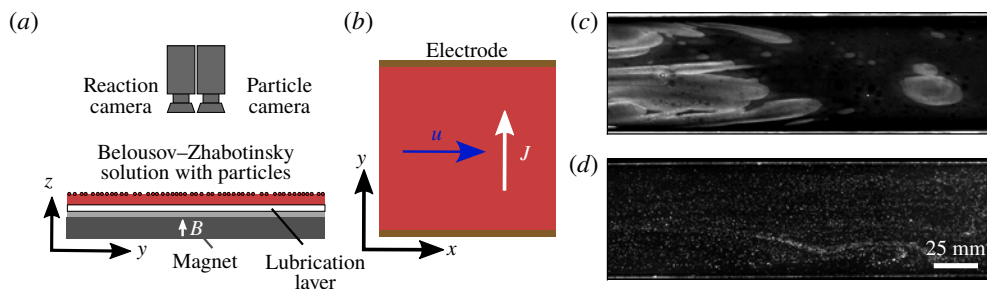 (a)
(b)
(c)
Reaction
camera
Particle
camera
Belousov–Zhabotinsky
solution with particles
z
B
y
Magnet
Lubrication
layer
Electrode
u
J
y
x
(d)
25 mm